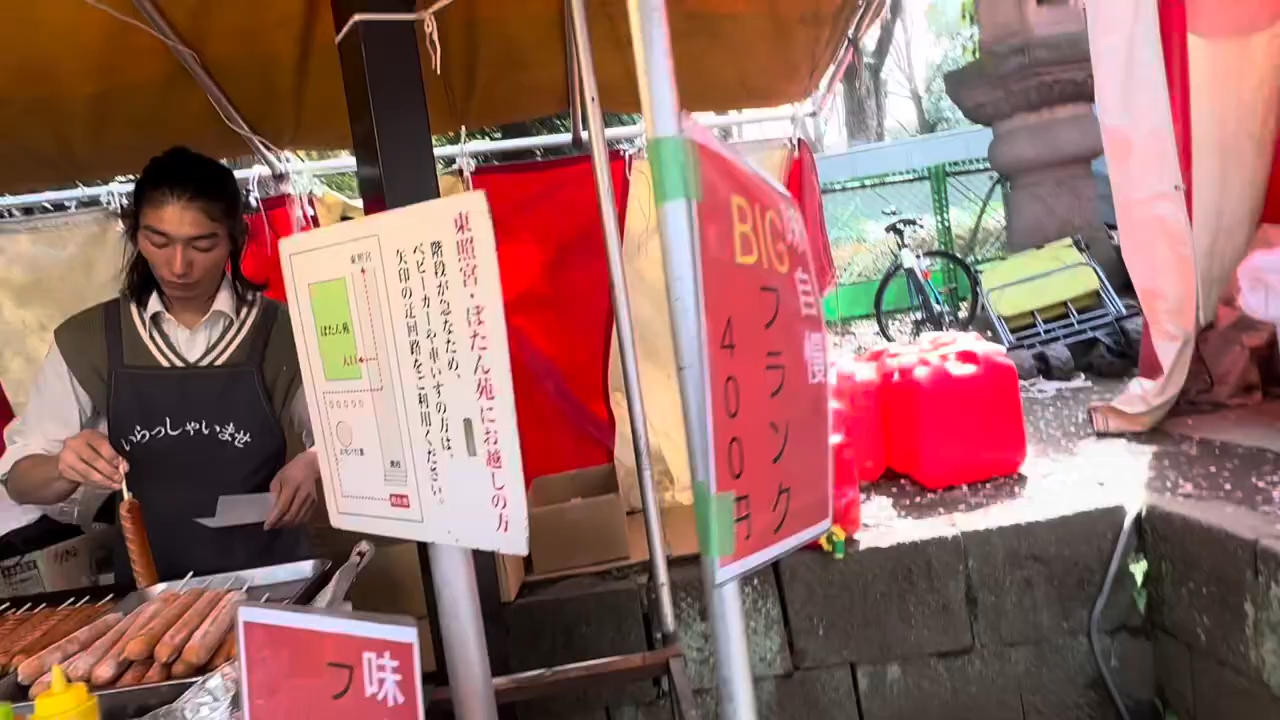 いらっしゃいませ
東照宮・ぼたん苑にお越しの方
階段が急なため、
ベビーカーや車いすの方は、
矢印の迂回路をご利用ください。
東照宮
ぼたん苑
入口
BIG
フランク
400円
自慢
味
フ